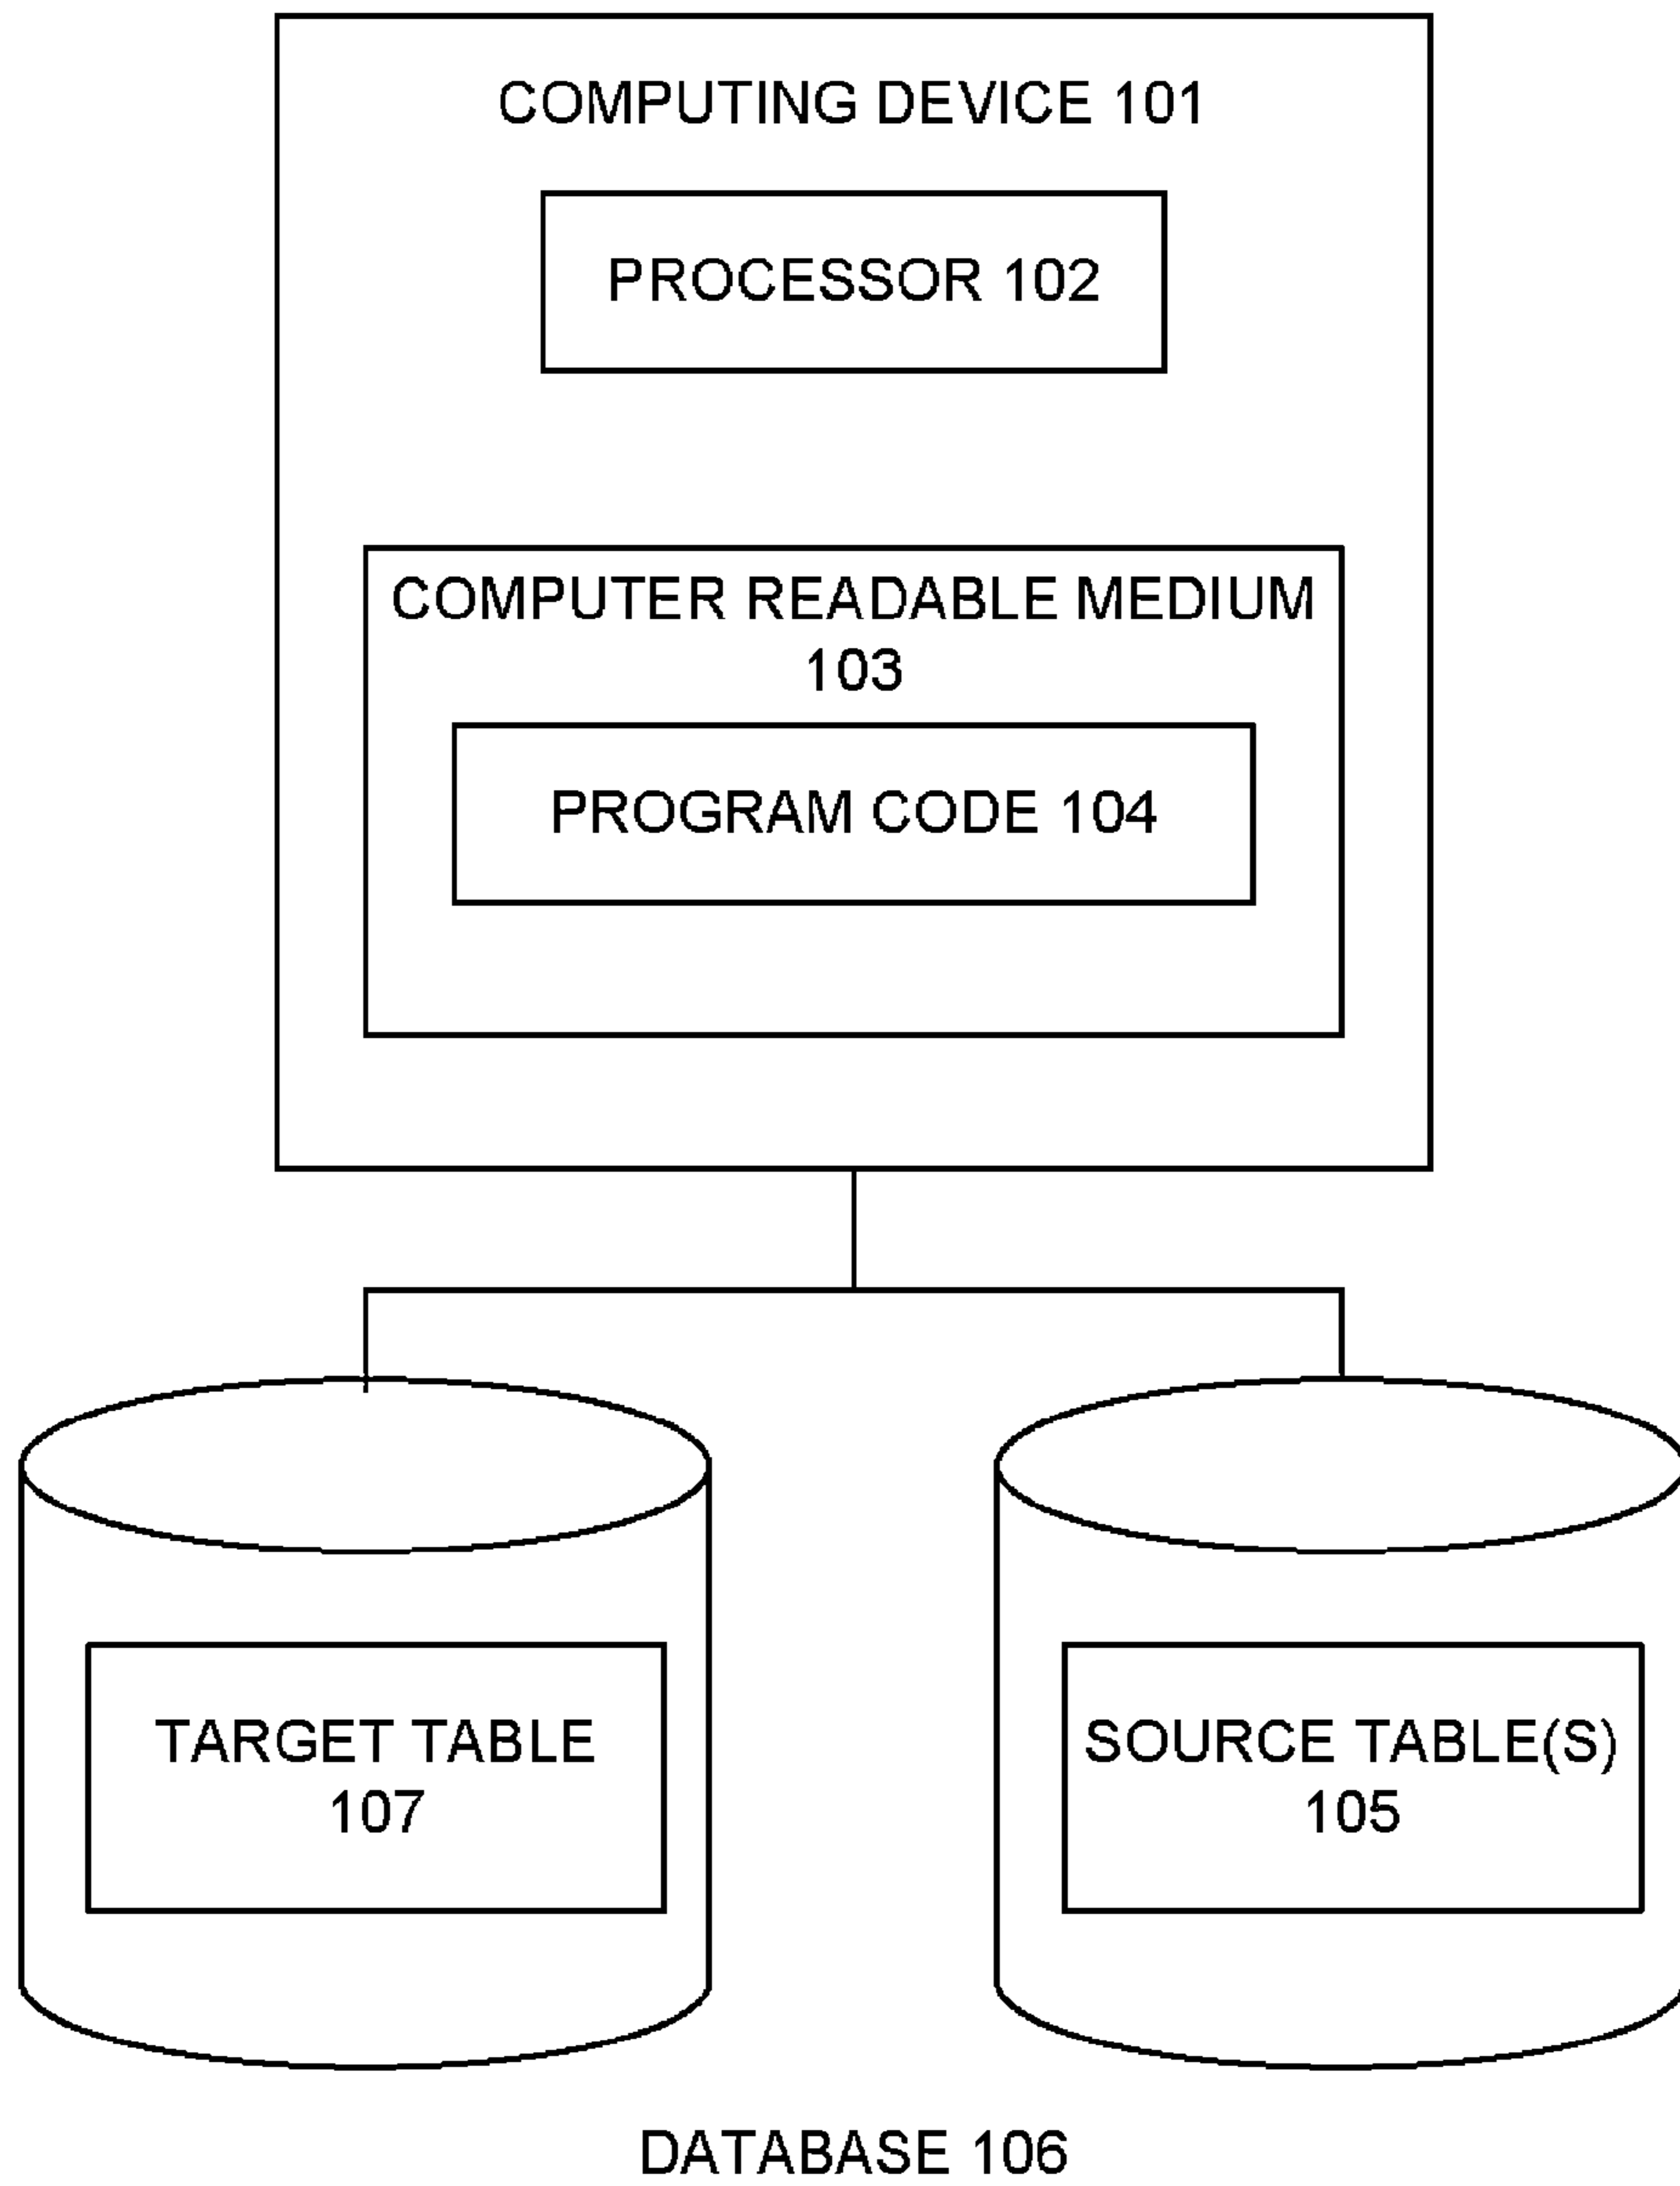 COMPUTING DEVICE 101
PROCESSOR 102
COMPUTER READABLE MEDIUM
103
PROGRAM CODE 104
TARGET TABLE
107
SOURCE TABLE(S)
105
DATABASE 106